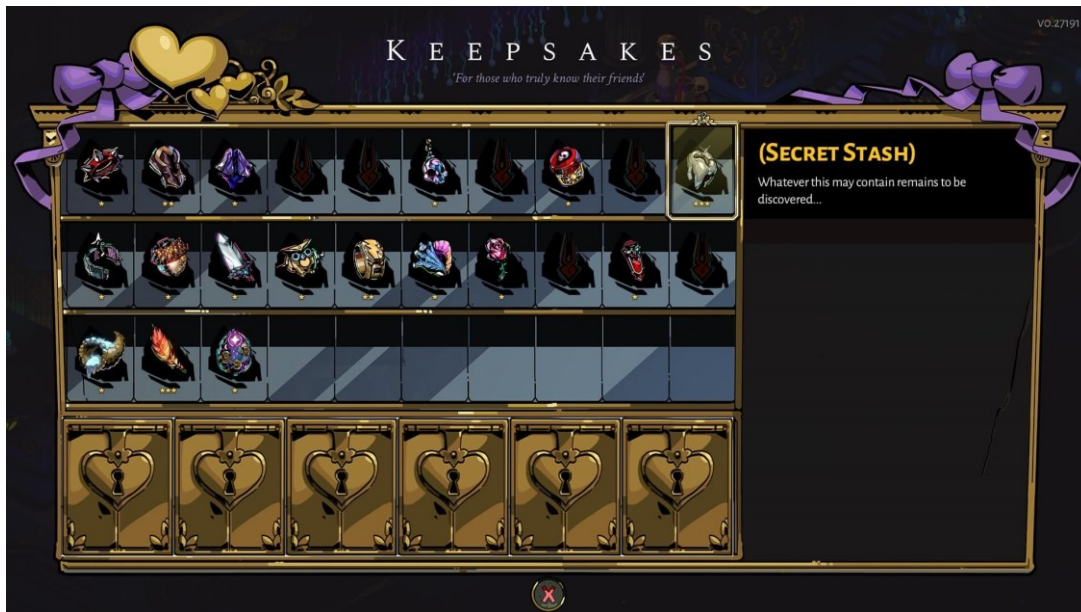 V0.27191
KEEPSAKES
'For those who truly know their friends'
(SECRET STASH)
Whatever this may contain remains to be
discovered...
X